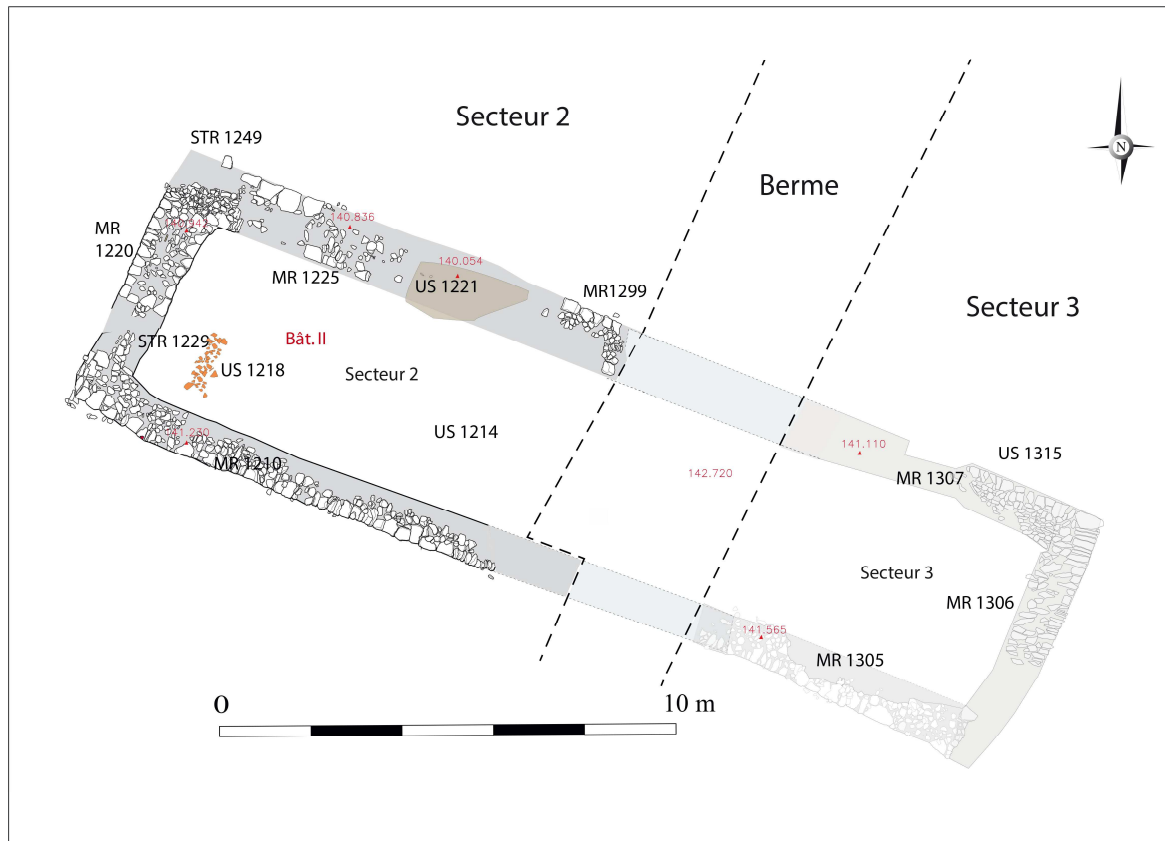 Secteur 2
STR 1249
Berme
N
MR
1220
140.836
MR 1225
140.054
US 1221
MR1299
Secteur 3
STR 1229
Bât. II
US 1218
Secteur 2
US 1214
141.230
MR 1210
142.720
141.110
MR 1307
US 1315
Secteur 3
MR 1306
141.565
MR 1305
0
10 m